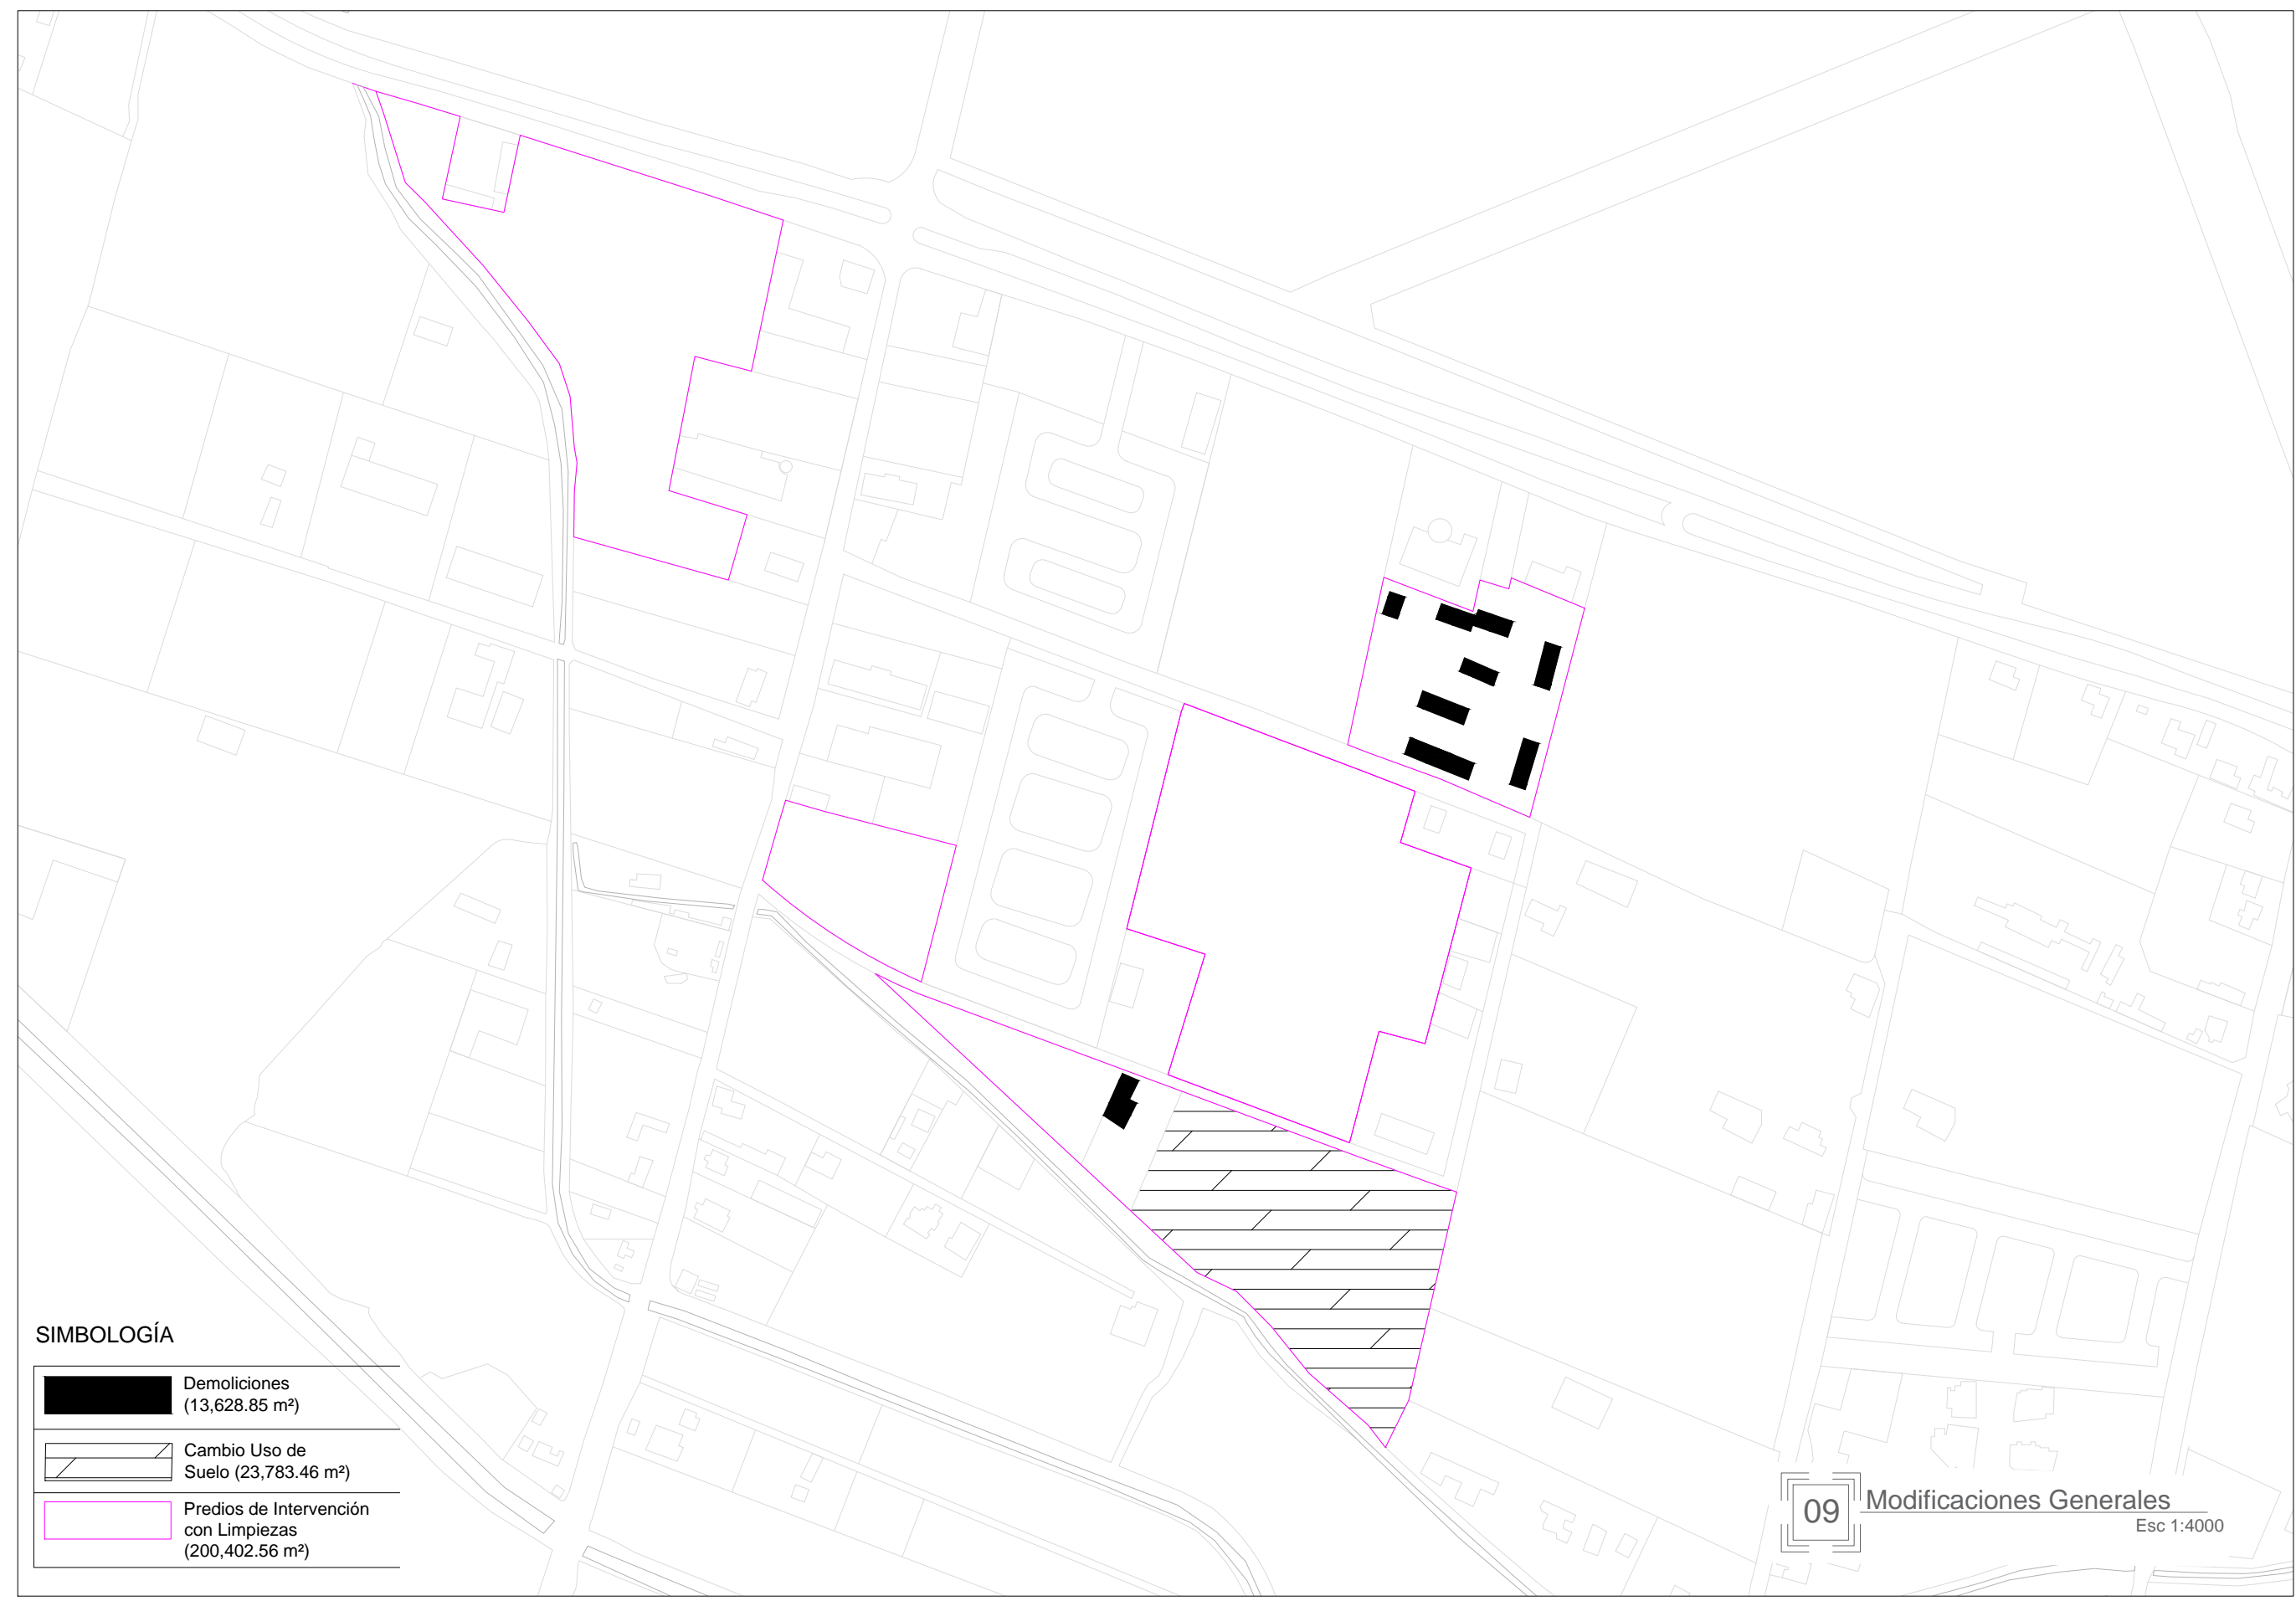 SIMBOLOGÍA
Demoliciones
(13,628.85 m²)
Cambio Uso de
Suelo (23,783.46 m²)
Predios de Intervención
con Limpiezas
(200,402.56 m²)
09
Modificaciones Generales
Esc 1:4000